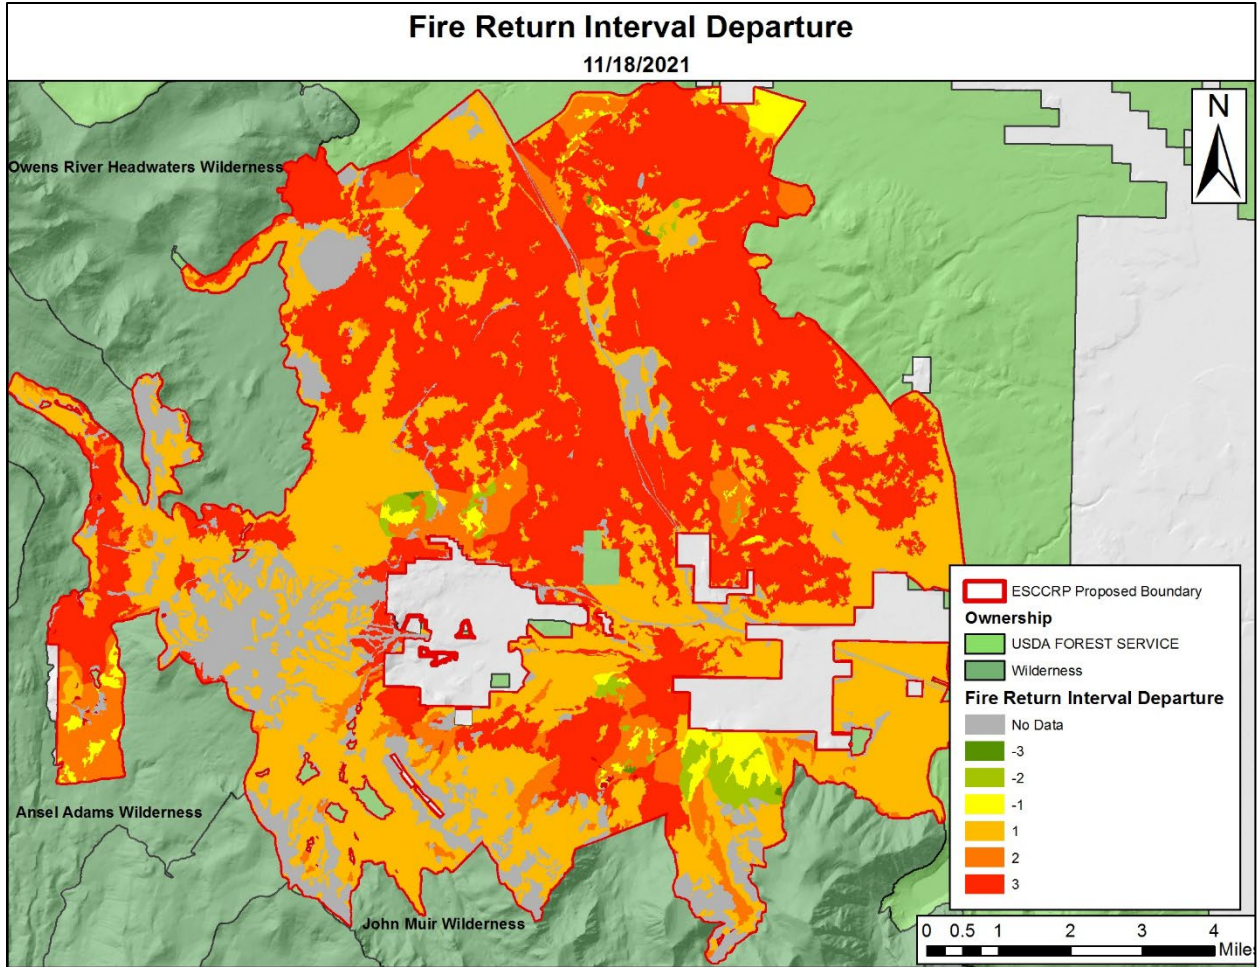 Fire Return Interval Departure
11/18/2021
N
Owens River Headwaters Wilderness
Ansel Adams Wilderness
John Muir Wilderness
ESCCRP Proposed Boundary
Ownership
USDA FOREST SERVICE
Wilderness
Fire Return Interval Departure
No Data
-3
-2
-1
1
2
3
0 0.5 1 2 3 4
Miles